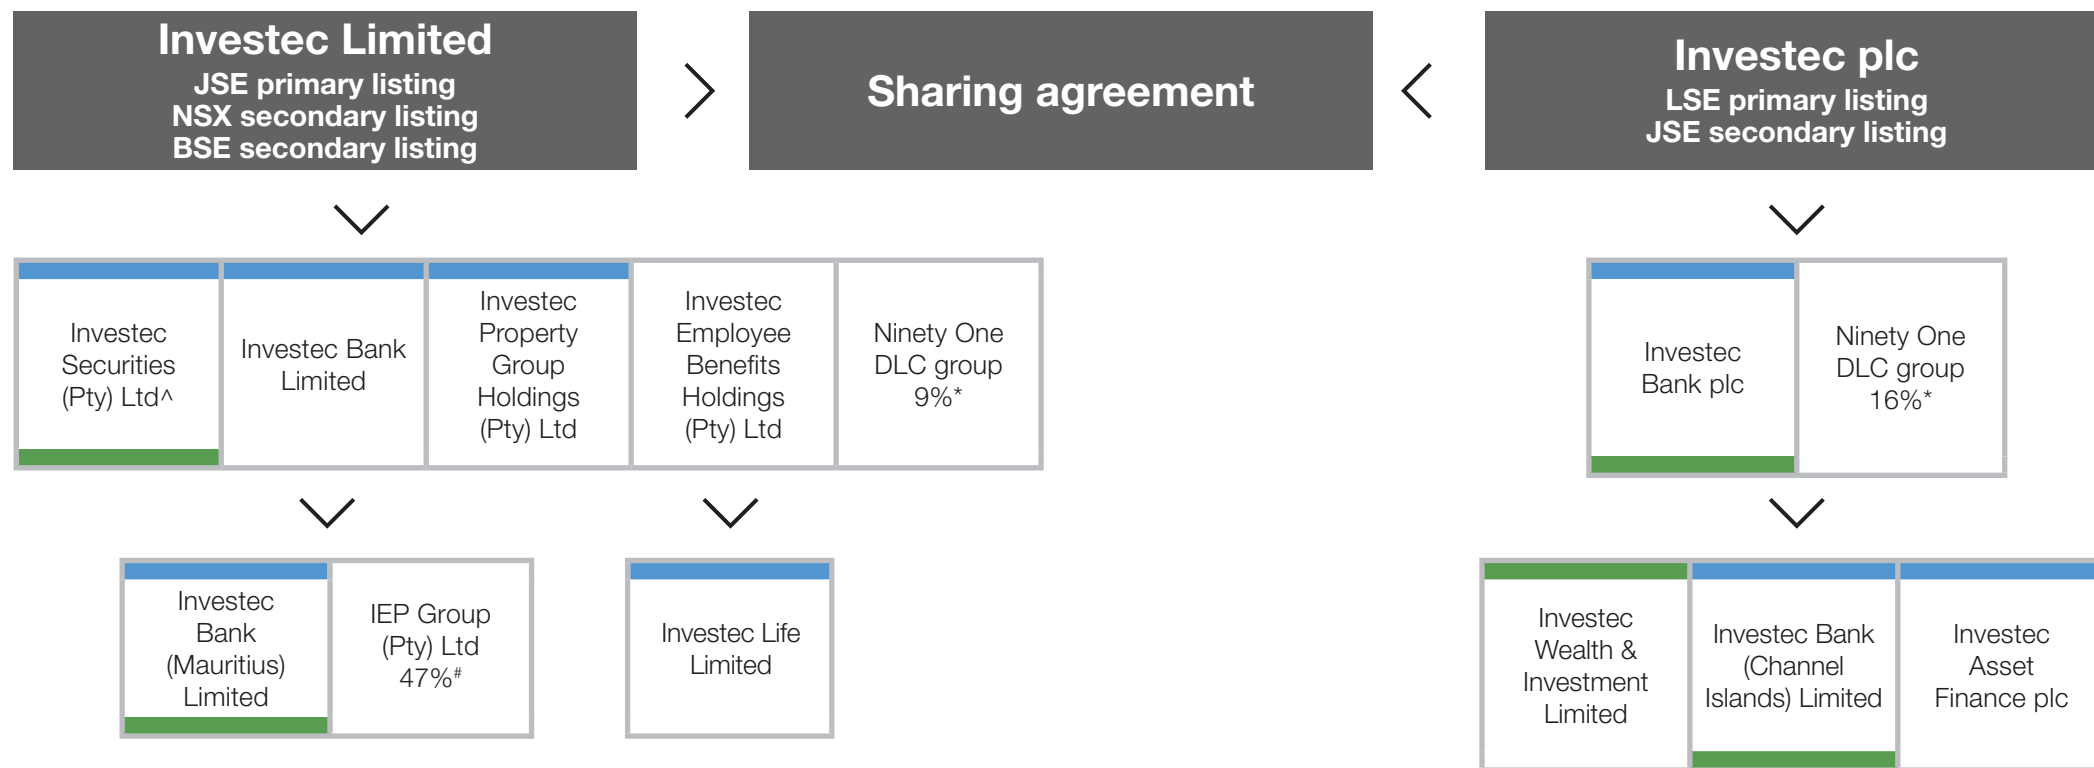 Investec Limited
JSE primary listing
NSX secondary listing
BSE secondary listing
Sharing agreement
Investec plc
LSE primary listing
JSE secondary listing
Investec
Securities
(Pty) Ltd^
Investec Bank
Limited
Investec
Property
Group
Holdings
(Pty) Ltd
Investec
Employee
Benefits
Holdings
(Pty) Ltd
Ninety One
DLC group
9%*
Investec
Bank plc
Ninety One
DLC group
16%*
Investec
Bank
(Mauritius)
Limited
IEP Group
(Pty) Ltd
47%#
Investec Life
Limited
Investec
Wealth &
Investment
Limited
Investec Bank
(Channel
Islands) Limited
Investec
Asset
Finance plc